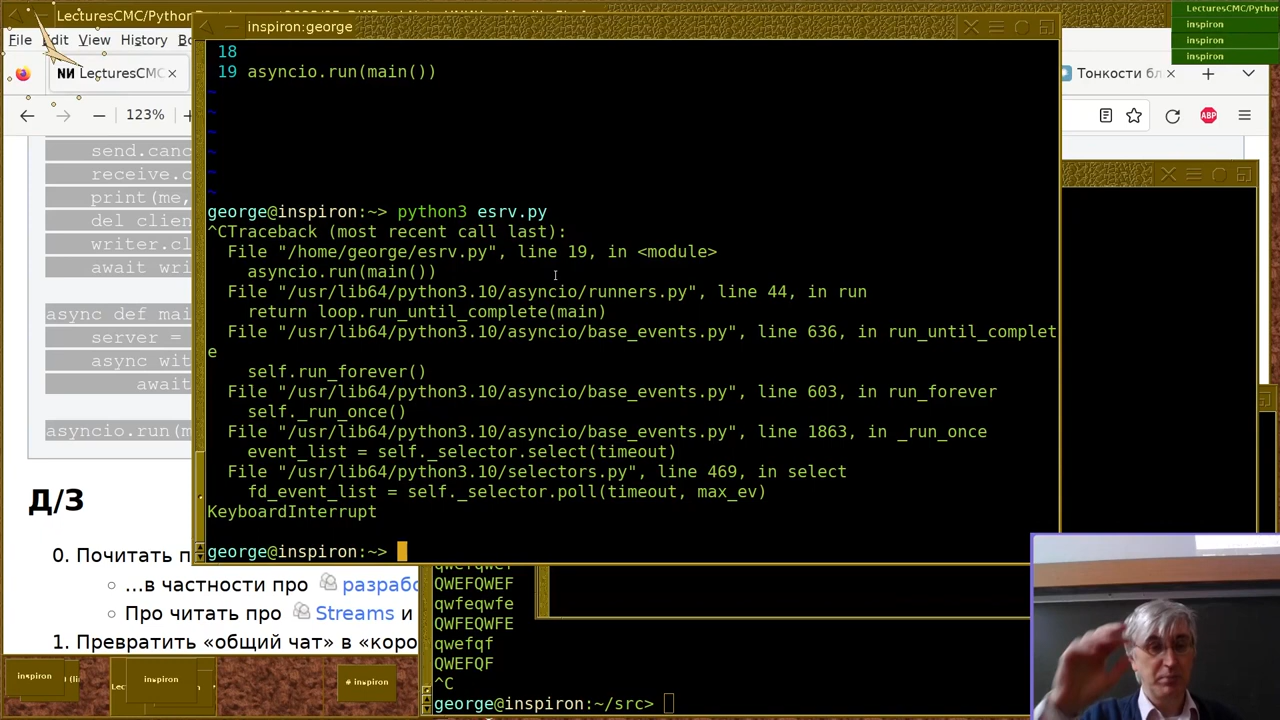 LecturesCMC/Python
LecturesCMC/Pytho
inspiron
inspiron
inspiron
inspiron:george
File Edit View History
LecturesCMC
Тонкости бл
123%
18
19 asyncio.run(main())
~
~
~
~
~
~
george@inspiron:~> python3 esrv.py
^CTraceback (most recent call last):
File "/home/george/esrv.py", line 19, in <module>
asyncio.run(main())
File "/usr/lib64/python3.10/asyncio/runners.py", line 44, in run
return loop.run_until_complete(main)
File "/usr/lib64/python3.10/asyncio/base_events.py", line 636, in run_until_complet
e
self.run_forever()
File "/usr/lib64/python3.10/asyncio/base_events.py", line 603, in run_forever
self._run_once()
File "/usr/lib64/python3.10/asyncio/base_events.py", line 1863, in _run_once
event_list = self._selector.select(timeout)
File "/usr/lib64/python3.10/selectors.py", line 469, in select
fd_event_list = self._selector.poll(timeout, max_ev)
KeyboardInterrupt
george@inspiron:~>
send.canc
receive.c
print(me,
del client
writer.cl
await wri
async def mai
server =
async wit
await
asyncio.run(m
Д/З
0. Почитать п
...в частности про разрабо
Про читать про Streams и
1. Превратить «общий чат» в «коро
QWEFQWEF
qwfeqwfe
QWFEQWFE
qwefqf
QWEFQF
^C
george@inspiron:~/src>
inspiron
inspiron
# inspiron